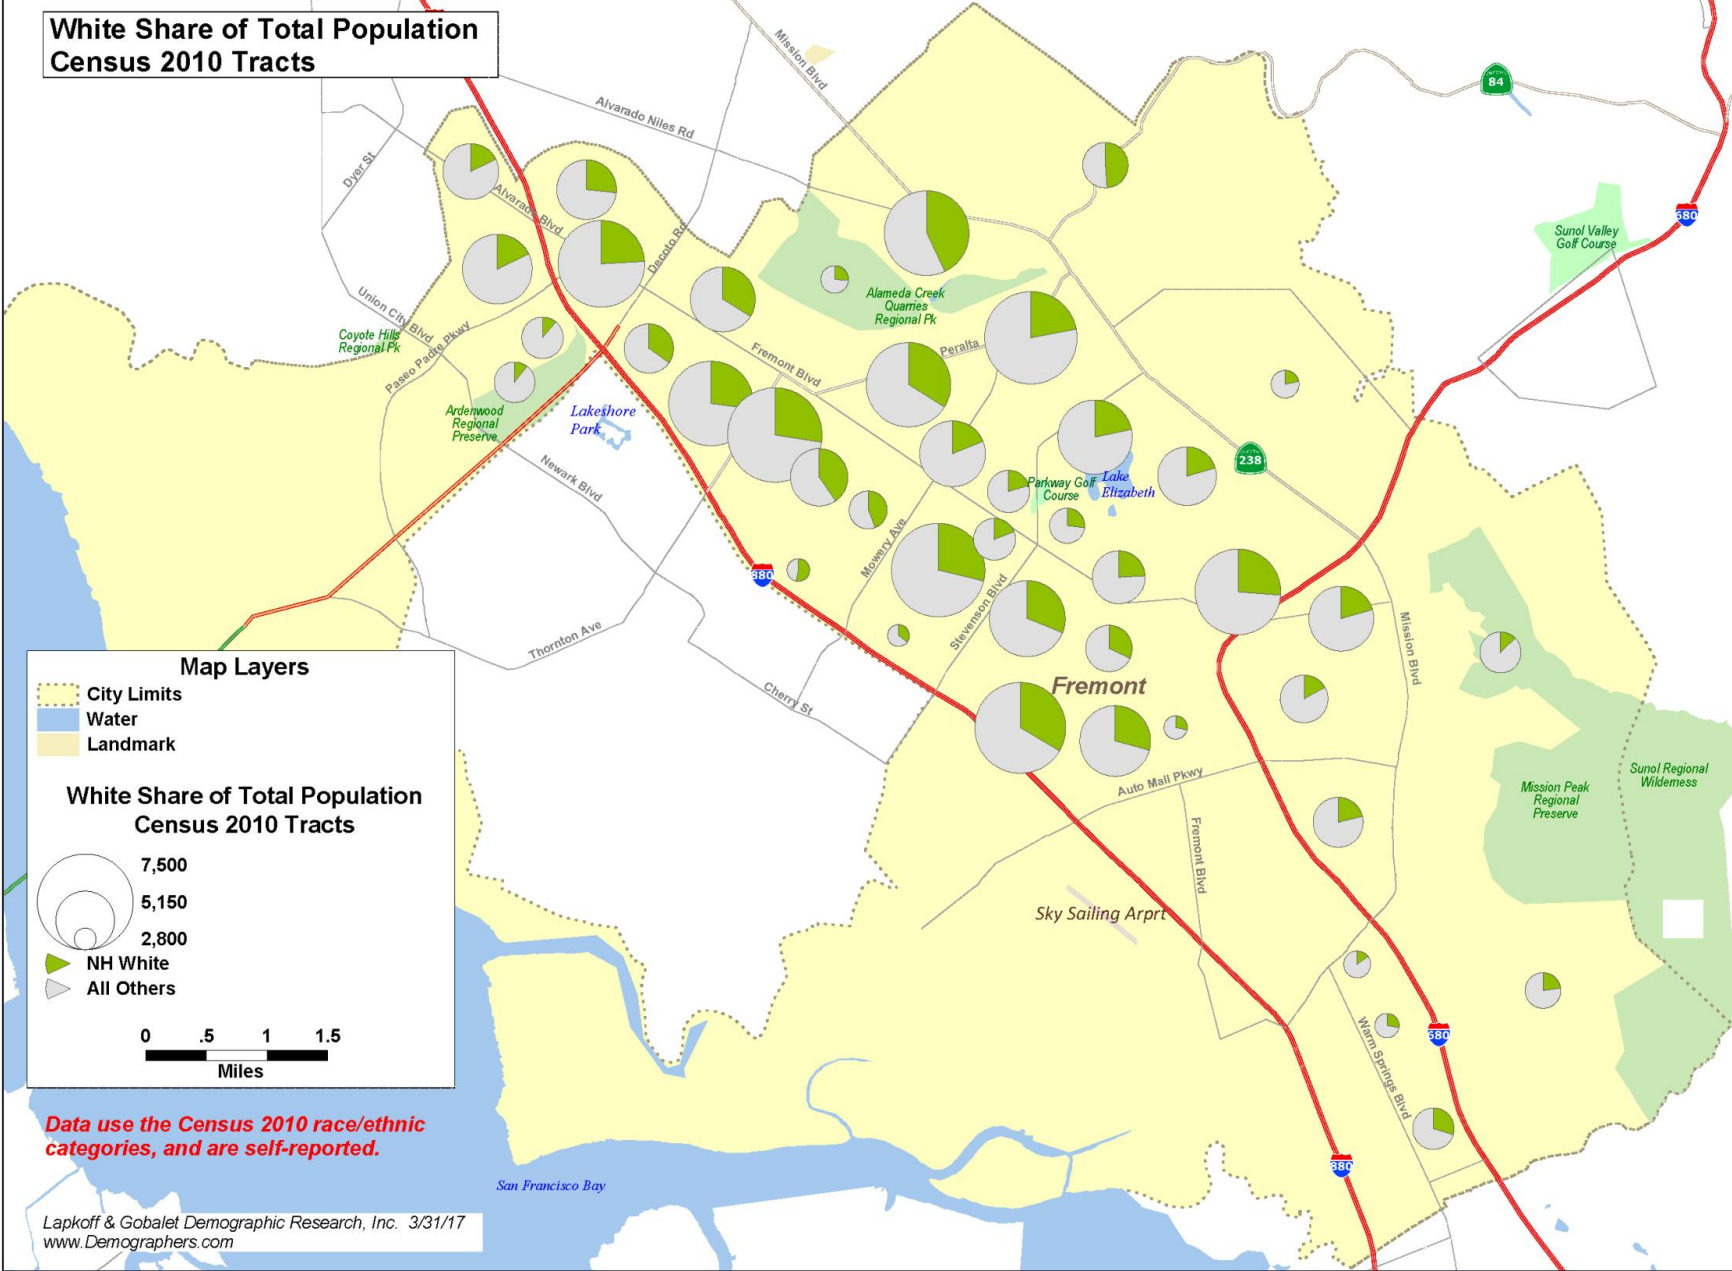 White Share of Total Population
Census 2010 Tracts
Mission Blvd
Alvarado Niles Rd
84
Dyer St
Alvarado Blvd
Decoto Rd
680
Sunol Valley
Golf Course
Alameda Creek
Quarries
Regional Pk
Union City Blvd
Coyote Hills
Regional Pk
Paseo Padre Pkwy
Fremont Blvd
Peralta
Ardenwood
Regional
Preserve
Lakeshore
Park
238
Newark Blvd
Parkway Golf
Course
Lake
Elizabeth
Mowery Ave
880
Stevenson Blvd
Thornton Ave
Mission Blvd
Cherry St
Fremont
Auto Mall Pkwy
Sunol Regional
Wilderness
Mission Peak
Regional
Preserve
Fremont Blvd
Sky Sailing Arprt
Warm Springs Blvd
680
880
San Francisco Bay
Map Layers
City Limits
Water
Landmark
White Share of Total Population
Census 2010 Tracts
7,500
5,150
2,800
NH White
All Others
0 .5 1 1.5
Miles
Data use the Census 2010 race/ethnic
categories, and are self-reported.
Lapkoff & Gobalet Demographic Research, Inc. 3/31/17
www.Demographers.com